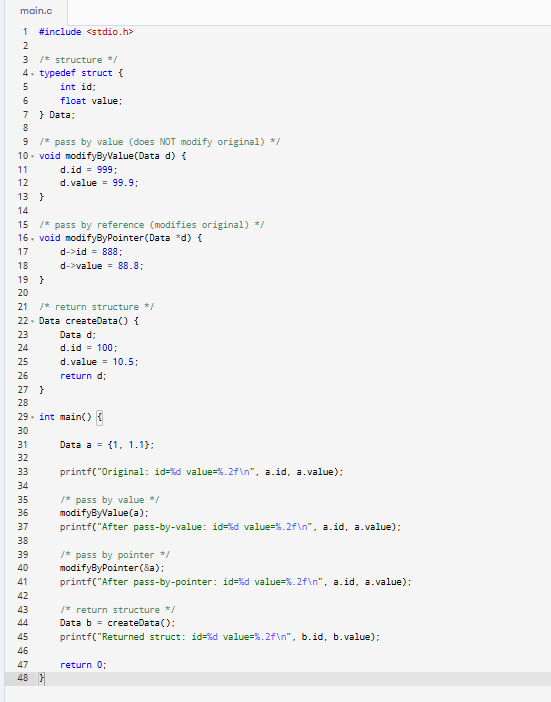 main.c
1 #include <stdio.h>
2
3 /* structure */
4 typedef struct {
5     int id;
6     float value;
7 } Data;
8
9 /* pass by value (does NOT modify original) */
10 void modifyByValue(Data d) {
11     d.id = 999;
12     d.value = 99.9;
13 }
14
15 /* pass by reference (modifies original) */
16 void modifyByPointer(Data *d) {
17     d->id = 888;
18     d->value = 88.8;
19 }
20
21 /* return structure */
22 Data createData() {
23     Data d;
24     d.id = 100;
25     d.value = 10.5;
26     return d;
27 }
28
29 int main() {
30
31     Data a = {1, 1.1};
32
33     printf("Original: id=%d value=%.2f\n", a.id, a.value);
34
35     /* pass by value */
36     modifyByValue(a);
37     printf("After pass-by-value: id=%d value=%.2f\n", a.id, a.value);
38
39     /* pass by pointer */
40     modifyByPointer(&a);
41     printf("After pass-by-pointer: id=%d value=%.2f\n", a.id, a.value);
42
43     /* return structure */
44     Data b = createData();
45     printf("Returned struct: id=%d value=%.2f\n", b.id, b.value);
46
47     return 0;
48 }